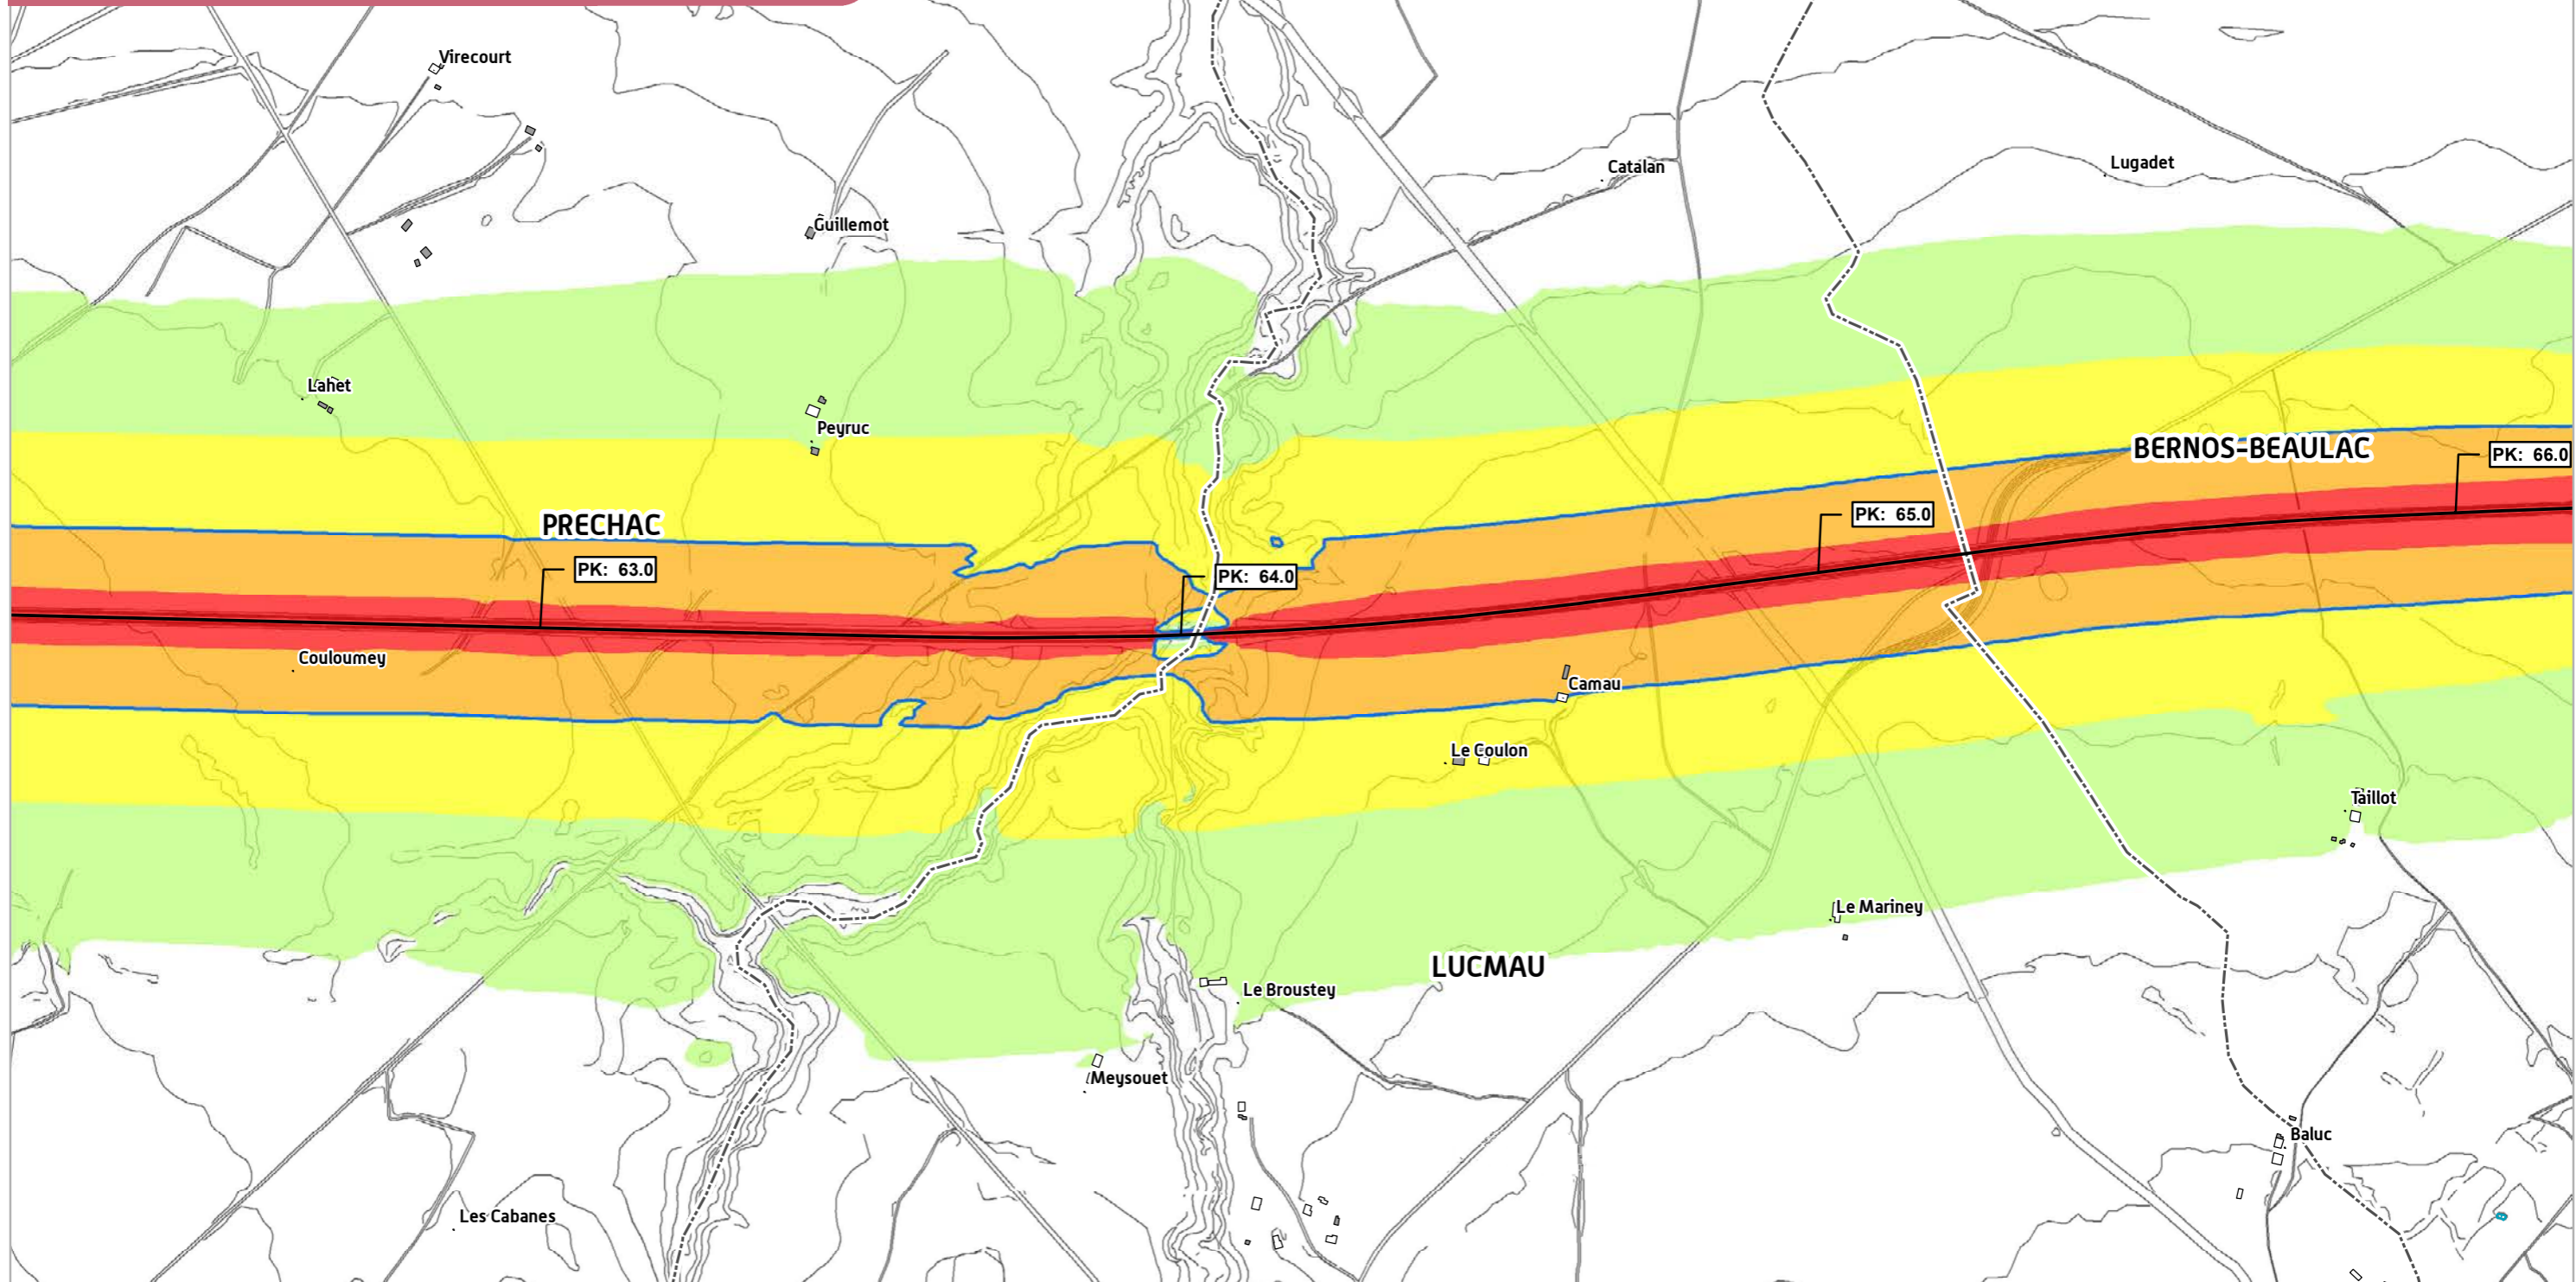 Virecourt
Catalan
Lugadet
Guillemot
Lahet
Peyruc
BERNOS-BEAULAC
PK: 66.0
PRECHAC
PK: 65.0
PK: 63.0
PK: 64.0
Couloumey
Camau
Le Coulon
Taillot
Le Mariney
LUCMAU
Le Broustey
Meysouet
Baluc
Les Cabanes